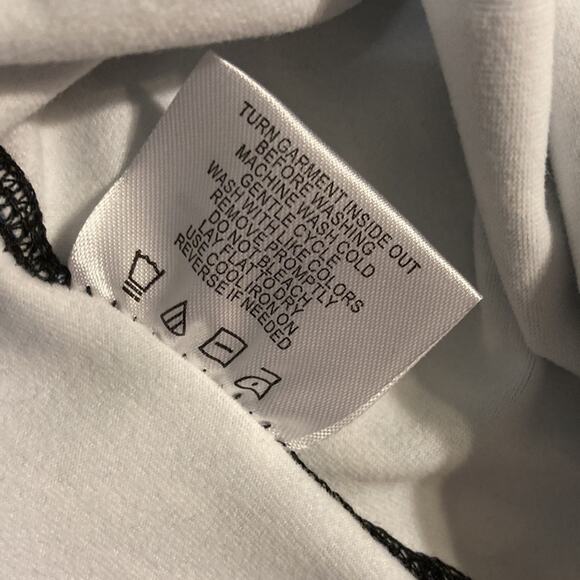 TURN GARMENT INSIDE OUT
BEFORE WASHING
MACHINE WASH COLD
GENTLE CYCLE
WASH WITH LIKE COLORS
REMOVE PROMPTLY
DO NOT BLEACH
LAY FLAT TO DRY
USE COOL IRON ON
REVERSE IF NEEDED